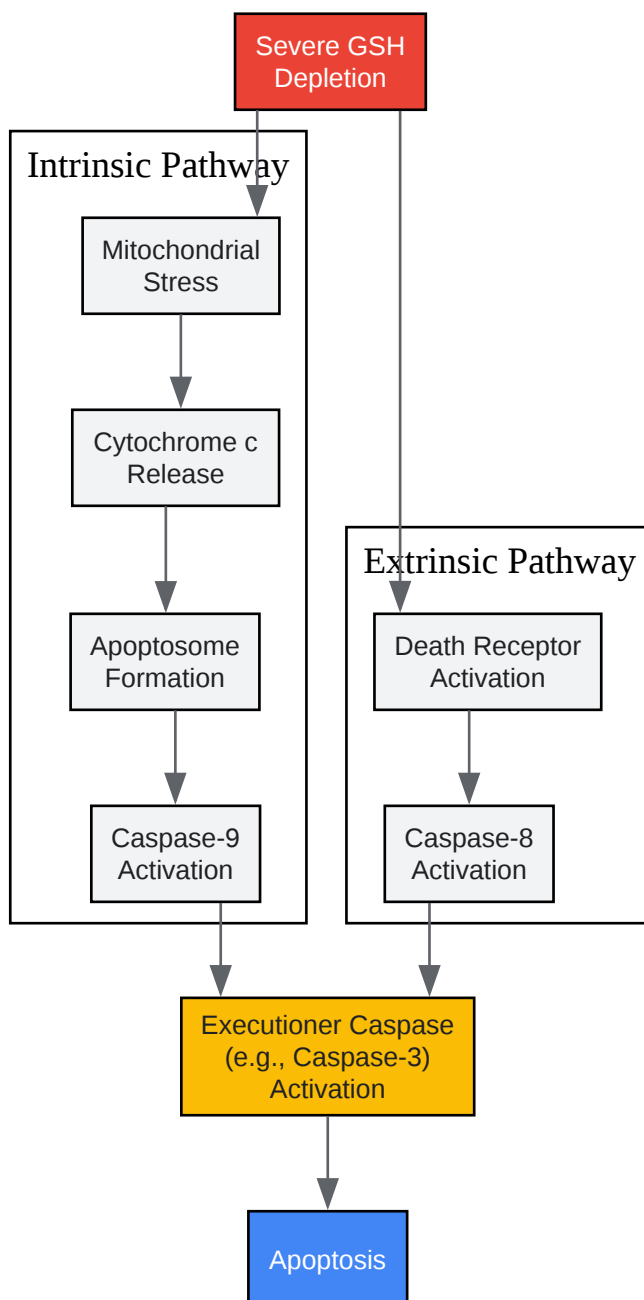 Severe GSH
Depletion
Intrinsic Pathway
Mitochondrial
Stress
Cytochrome c
Release
Apoptosome
Formation
Caspase-9
Activation
Extrinsic Pathway
Death Receptor
Activation
Caspase-8
Activation
Executioner Caspase
(e.g., Caspase-3)
Activation
Apoptosis